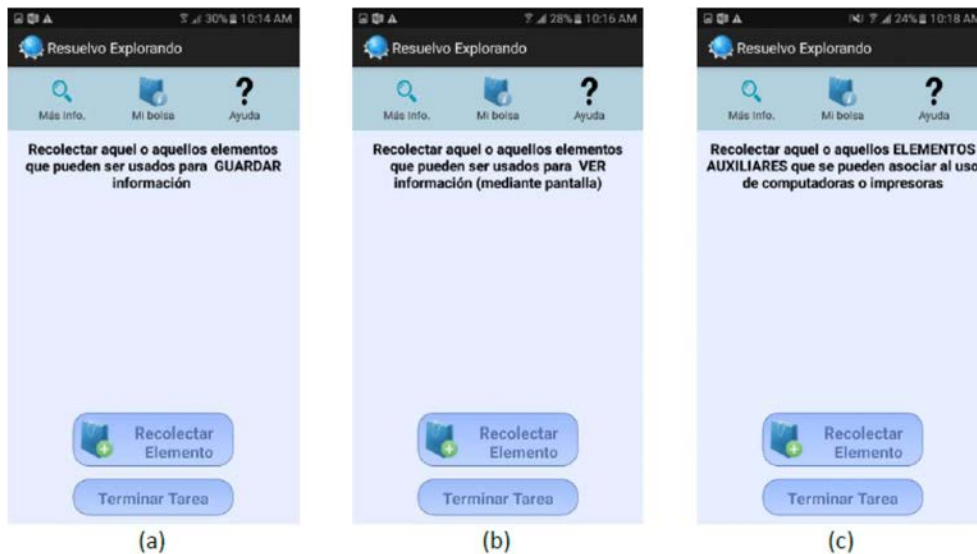 30% 10:14 AM
Resuelvo Explorando
Más Info.
Mi bolsa
Ayuda
Recolectar aquel o aquellos elementos
que pueden ser usados para GUARDAR
información
Recolectar
Elemento
Terminar Tarea
(a)
28% 10:16 AM
Resuelvo Explorando
Más Info.
Mi bolsa
Ayuda
Recolectar aquel o aquellos elementos
que pueden ser usados para VER
información (mediante pantalla)
Recolectar
Elemento
Terminar Tarea
(b)
24% 10:18 AM
Resuelvo Explorando
Más Info.
Mi bolsa
Ayuda
Recolectar aquel o aquellos ELEMENTOS
AUXILIARES que se pueden asociar al uso
de computadoras o impresoras
Recolectar
Elemento
Terminar Tarea
(c)